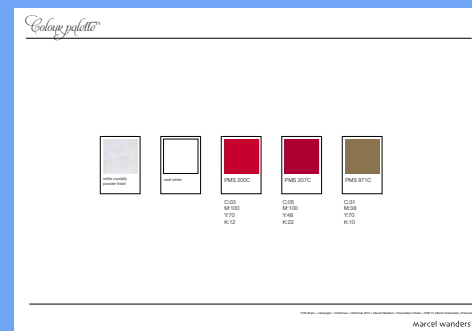 Colour palette
white crystally
powder finish
matt white
PMS 200C
PMS 207C
PMS 871C
C:03
M:100
Y:70
K:12
C:05
M:100
Y:48
K:22
C:31
M:38
Y:70
K:10
marcel wanders